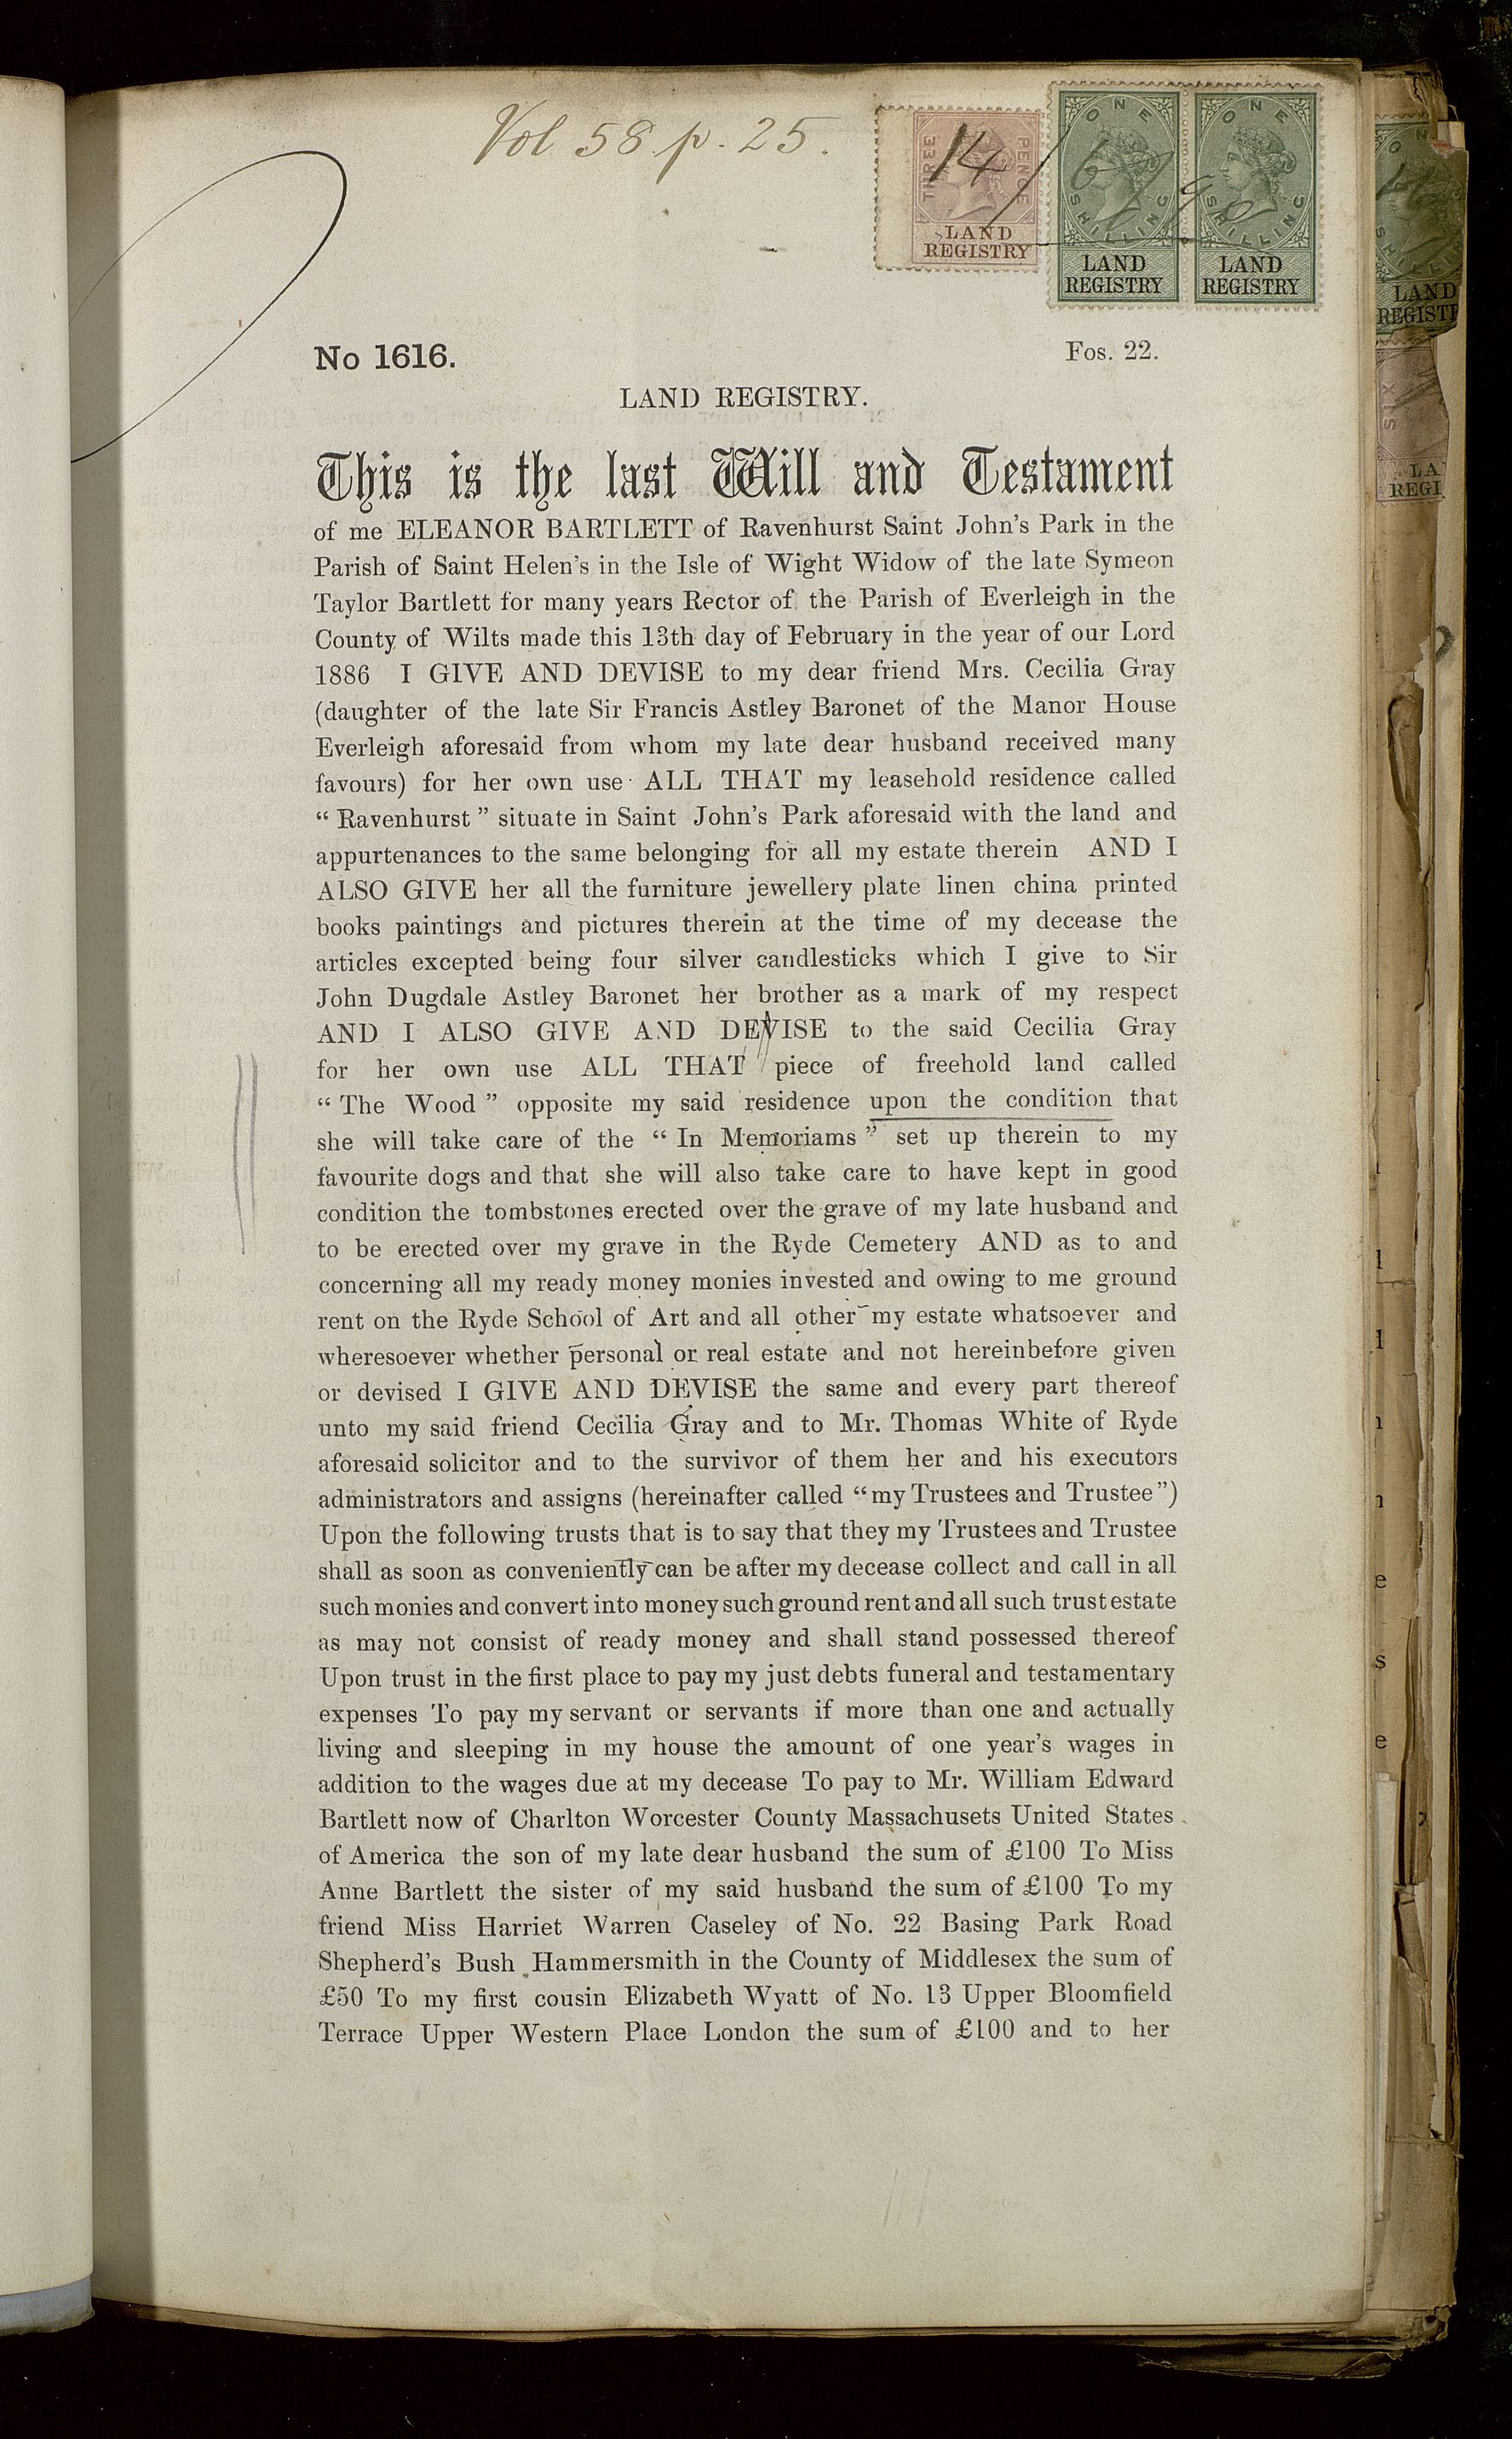 Vol 58 p. 25.
THREE PENCE
LAND
REGISTRY
ONE
SHILLING
LAND
REGISTRY
ONE
SHILLING
LAND
REGISTRY
14/6/90
No 1616.
Fos. 22.
LAND REGISTRY.
This is the last Will and Testament
of me ELEANOR BARTLETT of Ravenhurst Saint John's Park in the
Parish of Saint Helen's in the Isle of Wight Widow of the late Symeon
Taylor Bartlett for many years Rector of the Parish of Everleigh in the
County of Wilts made this 13th day of February in the year of our Lord
1886 I GIVE AND DEVISE to my dear friend Mrs. Cecilia Gray
(daughter of the late Sir Francis Astley Baronet of the Manor House
Everleigh aforesaid from whom my late dear husband received many
favours) for her own use ALL THAT my leasehold residence called
" Ravenhurst " situate in Saint John's Park aforesaid with the land and
appurtenances to the same belonging for all my estate therein AND I
ALSO GIVE her all the furniture jewellery plate linen china printed
books paintings and pictures therein at the time of my decease the
articles excepted being four silver candlesticks which I give to Sir
John Dugdale Astley Baronet her brother as a mark of my respect
AND I ALSO GIVE AND DEVISE to the said Cecilia Gray
for her own use ALL THAT piece of freehold land called
" The Wood " opposite my said residence upon the condition that
she will take care of the " In Memoriams " set up therein to my
favourite dogs and that she will also take care to have kept in good
condition the tombstones erected over the grave of my late husband and
to be erected over my grave in the Ryde Cemetery AND as to and
concerning all my ready money monies invested and owing to me ground
rent on the Ryde School of Art and all other my estate whatsoever and
wheresoever whether personal or real estate and not hereinbefore given
or devised I GIVE AND DEVISE the same and every part thereof
unto my said friend Cecilia Gray and to Mr. Thomas White of Ryde
aforesaid solicitor and to the survivor of them her and his executors
administrators and assigns (hereinafter called "my Trustees and Trustee")
Upon the following trusts that is to say that they my Trustees and Trustee
shall as soon as conveniently can be after my decease collect and call in all
such monies and convert into money such ground rent and all such trust estate
as may not consist of ready money and shall stand possessed thereof
Upon trust in the first place to pay my just debts funeral and testamentary
expenses To pay my servant or servants if more than one and actually
living and sleeping in my house the amount of one year's wages in
addition to the wages due at my decease To pay to Mr. William Edward
Bartlett now of Charlton Worcester County Massachusets United States
of America the son of my late dear husband the sum of £100 To Miss
Anne Bartlett the sister of my said husband the sum of £100 To my
friend Miss Harriet Warren Caseley of No. 22 Basing Park Road
Shepherd's Bush Hammersmith in the County of Middlesex the sum of
£50 To my first cousin Elizabeth Wyatt of No. 13 Upper Bloomfield
Terrace Upper Western Place London the sum of £100 and to her